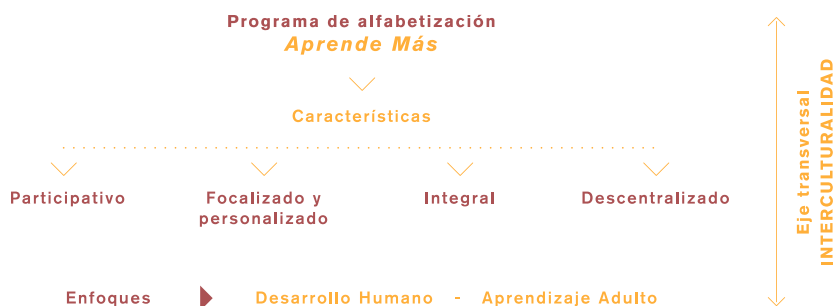 Programa de alfabetización
Aprende Más
Características
Participativo
Focalizado y
personalizado
Integral
Descentralizado
Enfoques
Desarrollo Humano - Aprendizaje Adulto
Eje transversal
INTERCULTURALIDAD